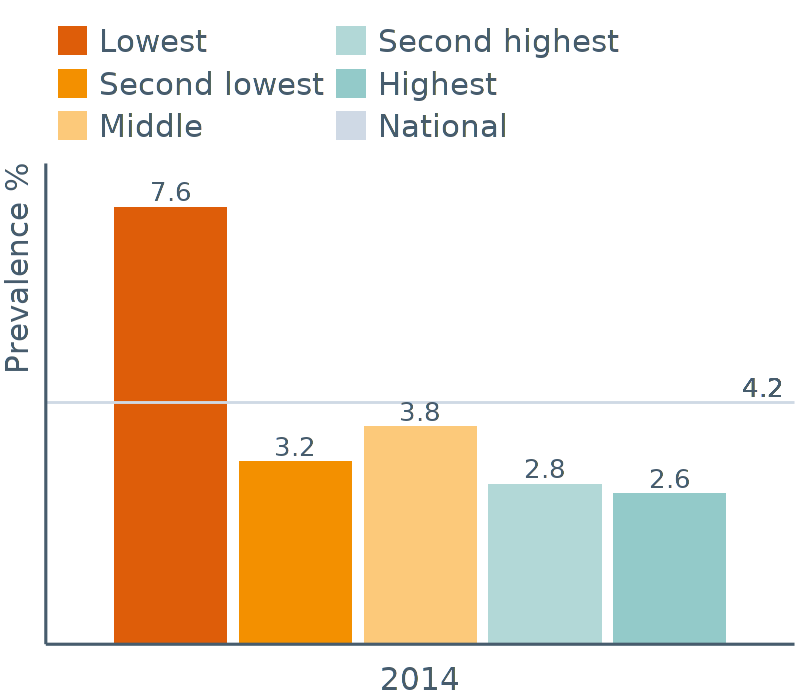 Lowest
Second lowest
Middle
Second highest
Highest
National
Prevalence %
7.6
3.2
3.8
2.8
2.6
4.2
2014